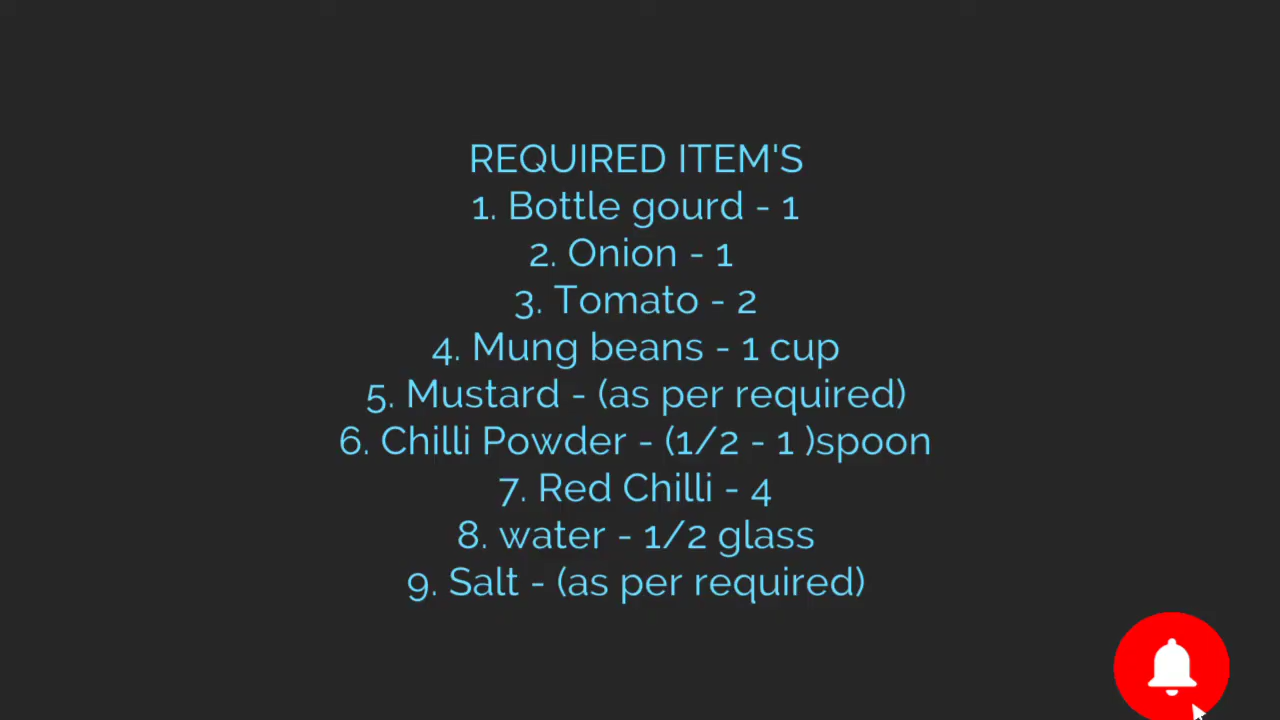 REQUIRED ITEM'S
1. Bottle gourd - 1
2. Onion - 1
3. Tomato - 2
4. Mung beans - 1 cup
5. Mustard - (as per required)
6. Chilli Powder - (1/2 - 1 )spoon
7. Red Chilli - 4
8. water - 1/2 glass
9. Salt - (as per required)